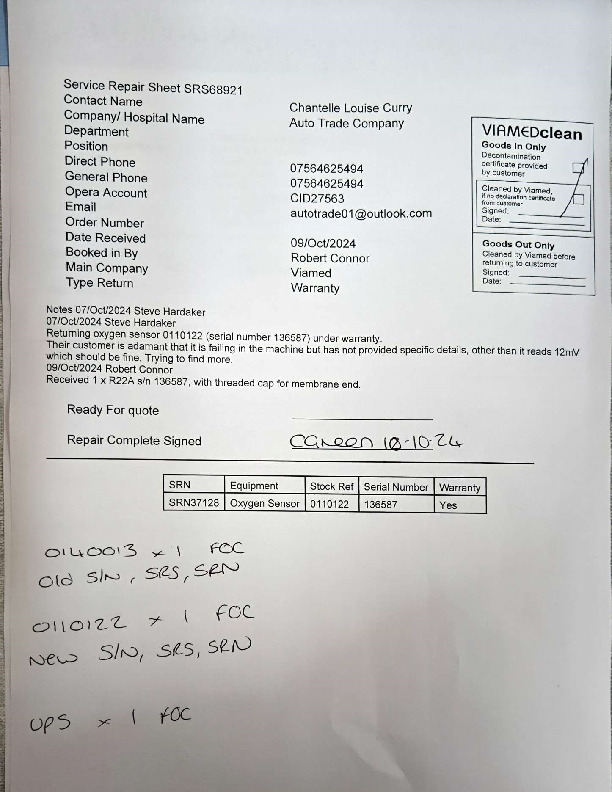 Service Repair Sheet SRS68921
Contact Name Chantelle Louise Curry
Company/ Hospital Name Auto Trade Company
Department
Position
Direct Phone 07564625494
General Phone 07564625494
Opera Account CID27563
Email autotrade01@outlook.com
Order Number
Date Received 09/Oct/2024
Booked in By Robert Connor
Main Company Viamed
Type Return Warranty
VIAMEDclean
Goods In Only
Decontamination
certificate provided
by customer
Cleaned by Viamed,
if no declaration certificate
from customer
Signed:
Date:
Goods Out Only
Cleaned by Viamed before
returning to customer
Signed:
Date:
Notes 07/Oct/2024 Steve Hardaker
07/Oct/2024 Steve Hardaker
Returning oxygen sensor 0110122 (serial number 136587) under warranty.
Their customer is adamant that it is failing in the machine but has not provided specific details, other than it reads 12mV
which should be fine. Trying to find more.
09/Oct/2024 Robert Connor
Received 1 x R22A s/n 136587, with threaded cap for membrane end.
Ready For quote
Repair Complete Signed CGreen 18-10-24
SRN Equipment Stock Ref Serial Number Warranty
SRN37128 Oxygen Sensor 0110122 136587 Yes
0140013 x 1 FOC
Old S/N, SRS, SRN
0110122 x 1 FOC
New S/N, SRS, SRN
UPS x 1 FOC